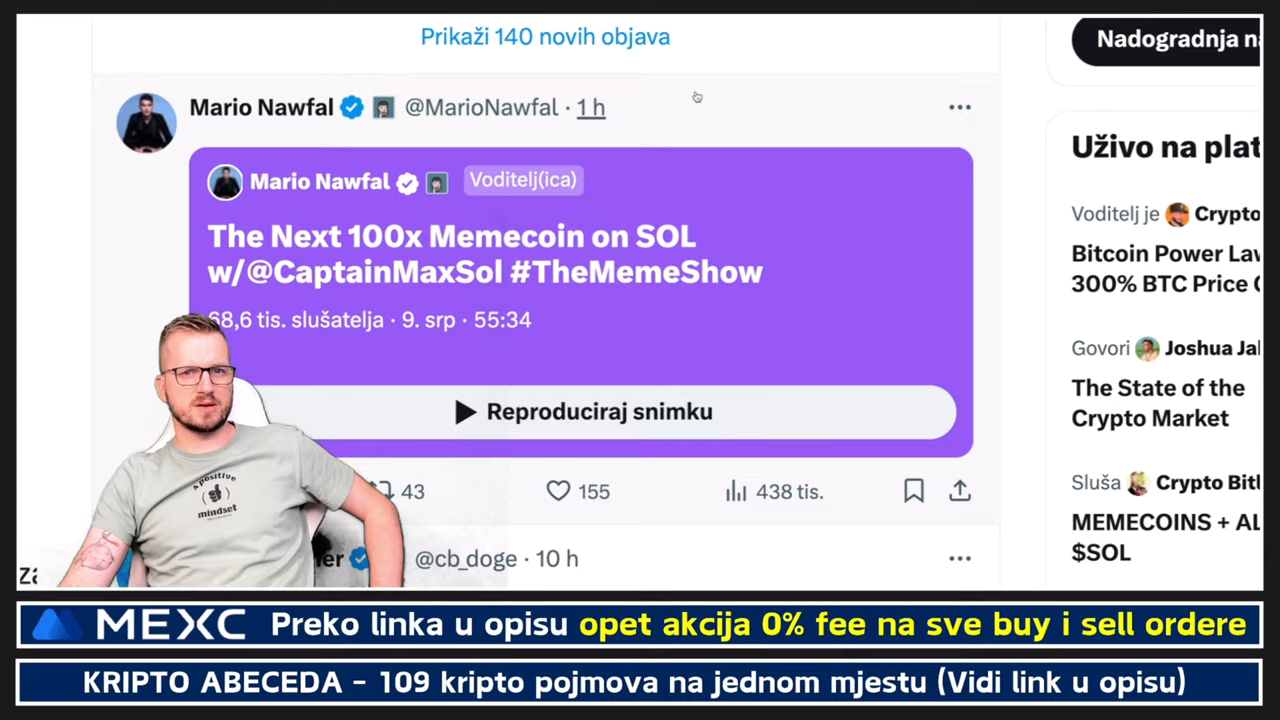 Prikaži 140 novih objava
Nadogradnja
Mario Nawfal @MarioNawfal · 1 h
Mario Nawfal Voditelj(ica)
The Next 100x Memecoin on SOL
w/@CaptainMaxSol #TheMemeShow
68,6 tis. slušatelja · 9. srp · 55:34
Reproduciraj snimku
43 155 438 tis.
@cb_doge · 10 h
Uživo na
Voditelj je Crypto
Bitcoin Power
300% BTC Price
Govori Joshua
The State of the
Crypto Market
Sluša Crypto
MEMECOINS +
$SOL
A positive
mindset
MEXC Preko linka u opisu opet akcija 0% fee na sve buy i sell ordere
KRIPTO ABECEDA - 109 kripto pojmova na jednom mjestu (Vidi link u opisu)